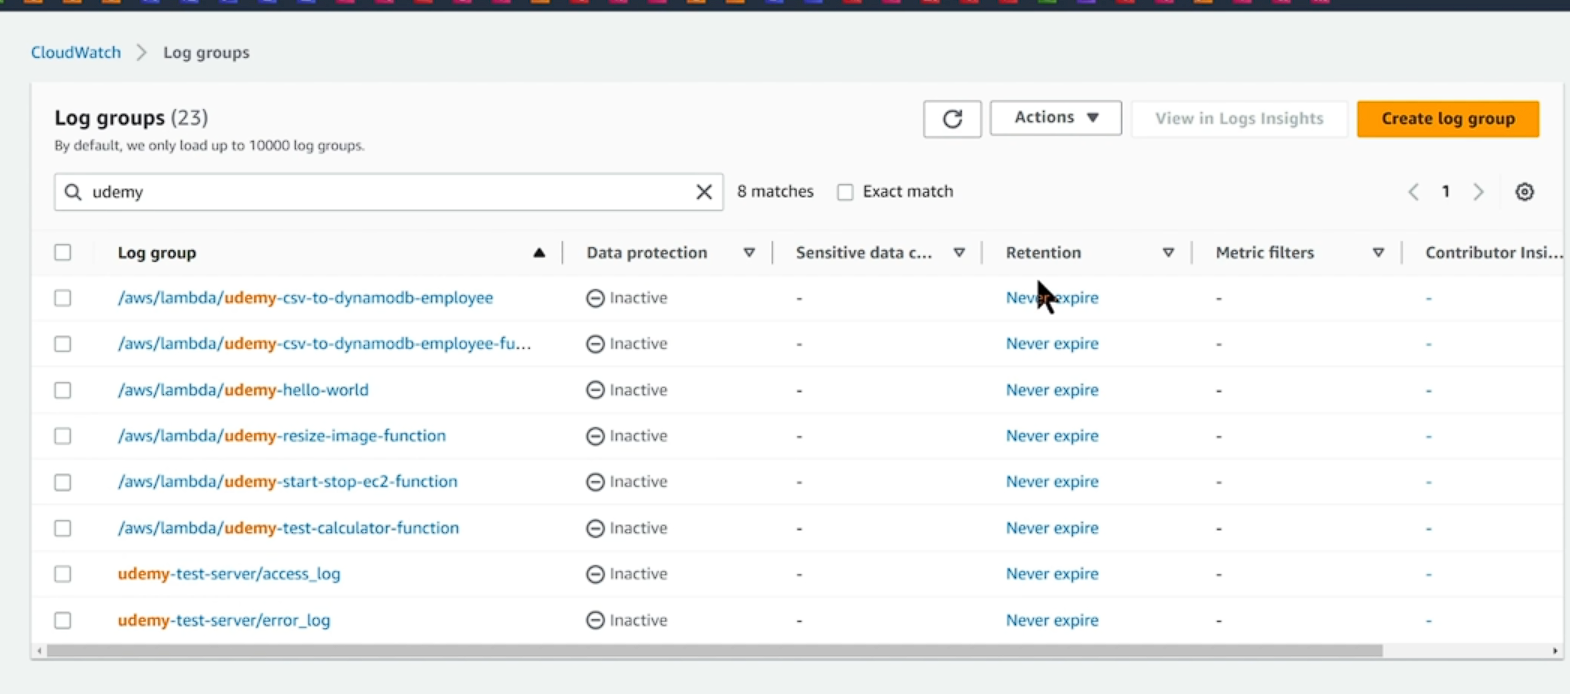 CloudWatch > Log groups
Log groups (23)
By default, we only load up to 10000 log groups.
Actions
View in Logs Insights
Create log group
udemy
8 matches
Exact match
1
Log group Data protection Sensitive data c... Retention Metric filters Contributor Insi...
/aws/lambda/udemy-csv-to-dynamodb-employee Inactive - Never expire - -
/aws/lambda/udemy-csv-to-dynamodb-employee-fu... Inactive - Never expire - -
/aws/lambda/udemy-hello-world Inactive - Never expire - -
/aws/lambda/udemy-resize-image-function Inactive - Never expire - -
/aws/lambda/udemy-start-stop-ec2-function Inactive - Never expire - -
/aws/lambda/udemy-test-calculator-function Inactive - Never expire - -
udemy-test-server/access_log Inactive - Never expire - -
udemy-test-server/error_log Inactive - Never expire - -